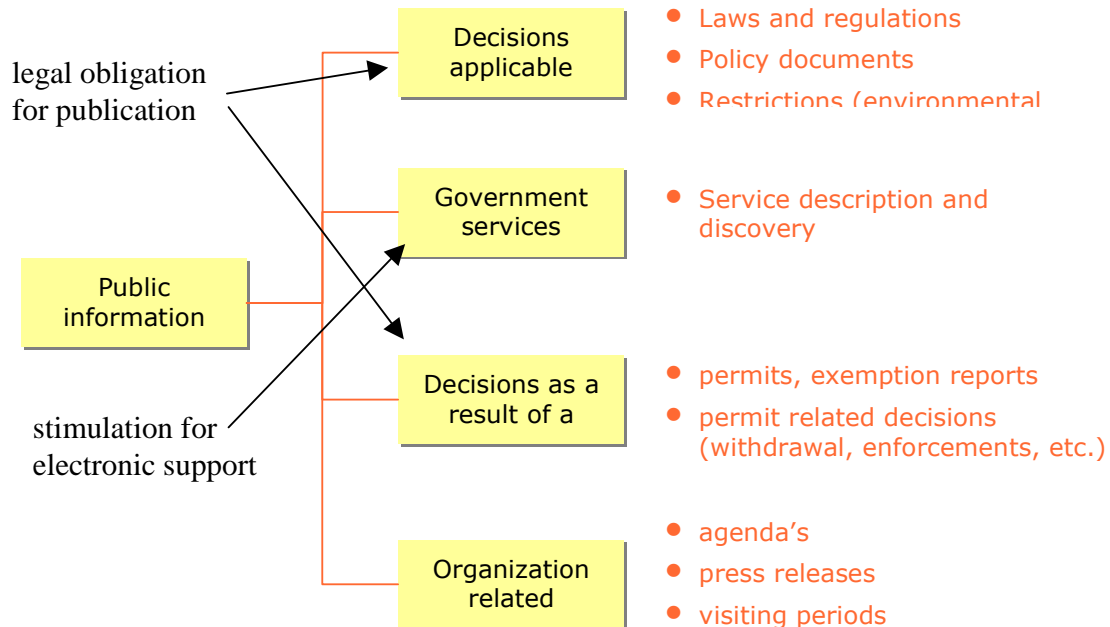 Decisions
applicable
Laws and regulations
Policy documents
Restrictions (environmental
legal obligation
for publication
Government
services
Service description and
discovery
Public
information
Decisions as a
result of a
permits, exemption reports
permit related decisions
(withdrawal, enforcements, etc.)
stimulation for
electronic support
Organization
related
agenda's
press releases
visiting periods